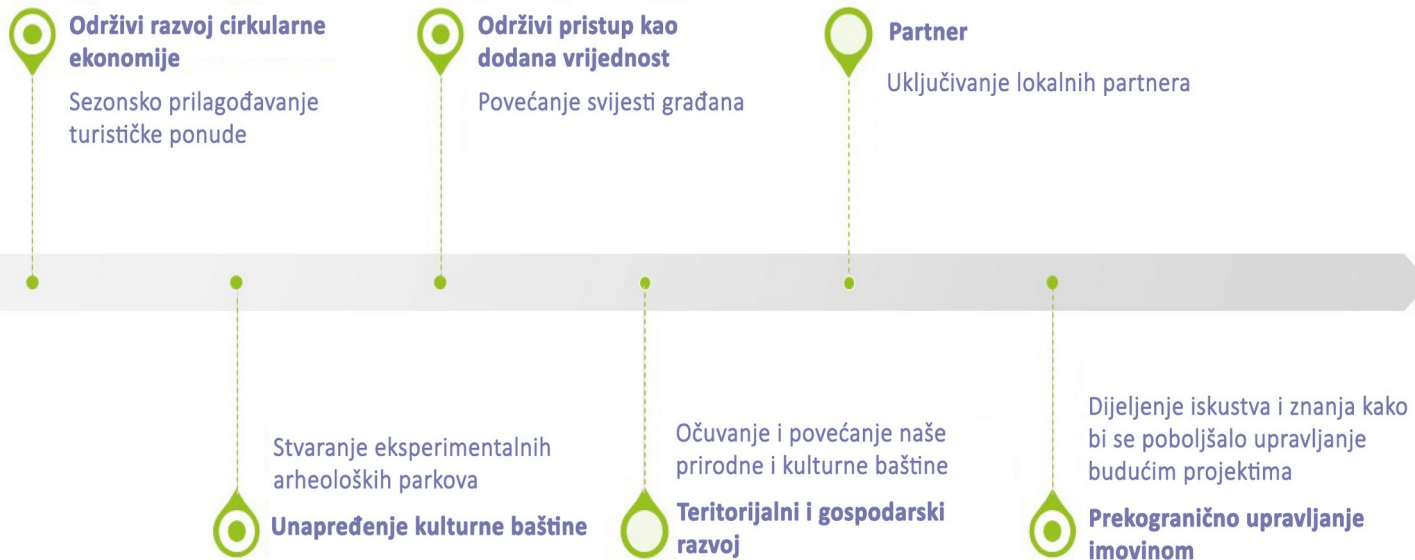 Održivi razvoj cirkularne
ekonomije
Sezonsko prilagođavanje
turističke ponude
Održivi pristup kao
dodana vrijednost
Povećanje svijesti građana
Partner
Uključivanje lokalnih partnera
Stvaranje eksperimentalnih
arheoloških parkova
Unapređenje kulturne baštine
Očuvanje i povećanje naše
prirodne i kulturne baštine
Teritorijalni i gospodarski
razvoj
Dijeljenje iskustva i znanja kako
bi se poboljšalo upravljanje
budućim projektima
Prekogranično upravljanje
imovinom